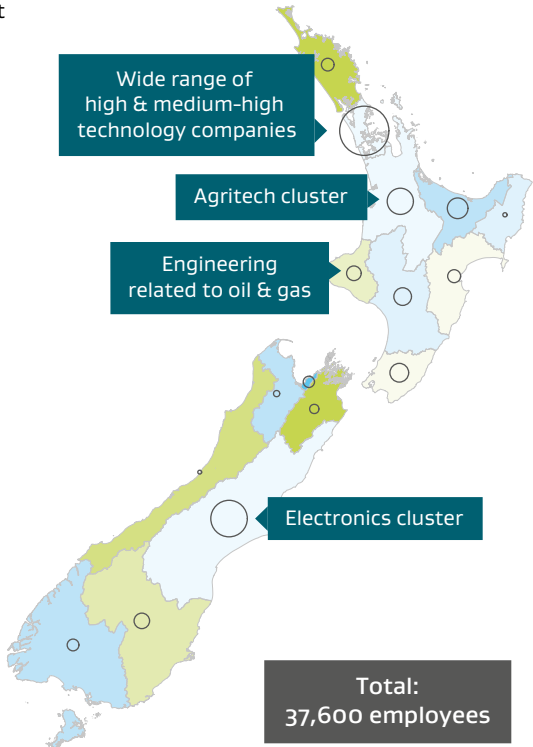 t
Wide range of
high & medium-high
technology companies
Agritech cluster
Engineering
related to oil & gas
Electronics cluster
Total:
37,600 employees